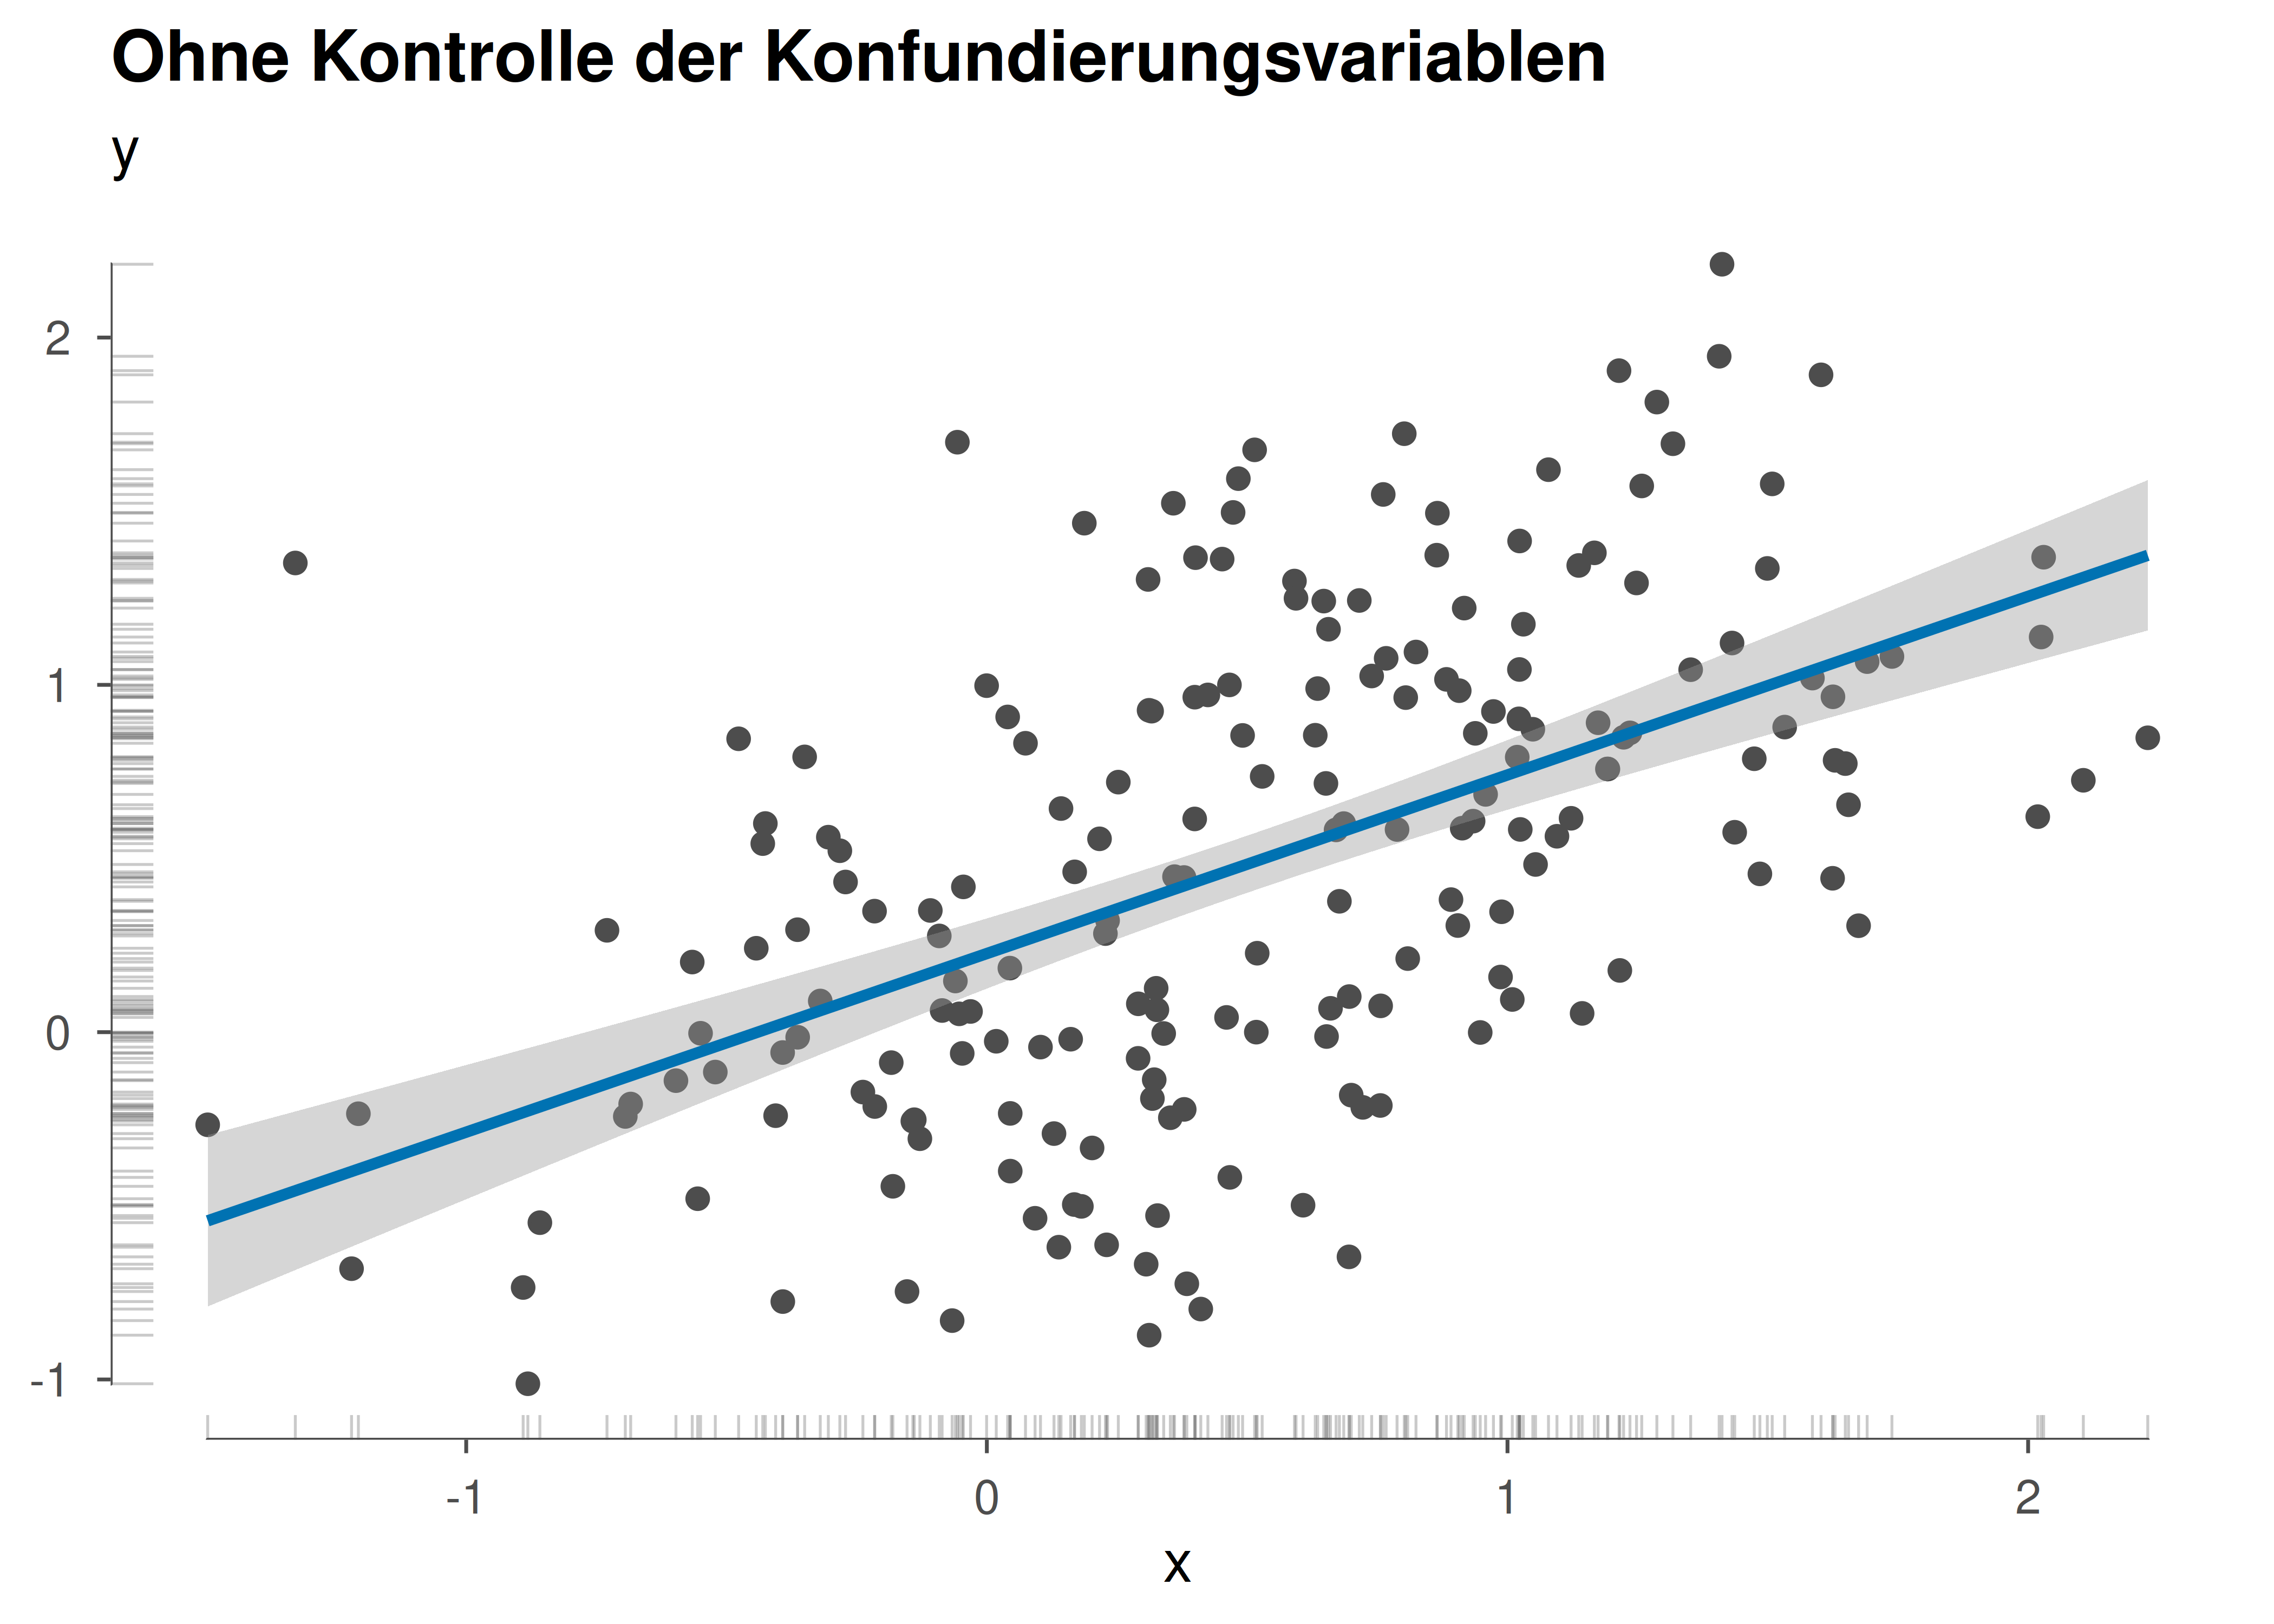 Ohne Kontrolle der Konfundierungsvariablen
y
2
1
0
-1
-1 0 1 2
x